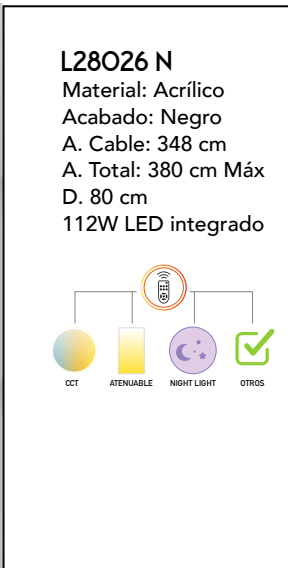 L28026 N
Material: Acrílico
Acabado: Negro
A. Cable: 348 cm
A. Total: 380 cm Máx
D. 80 cm
112W LED integrado
CCT ATENUABLE NIGHT LIGHT OTROS